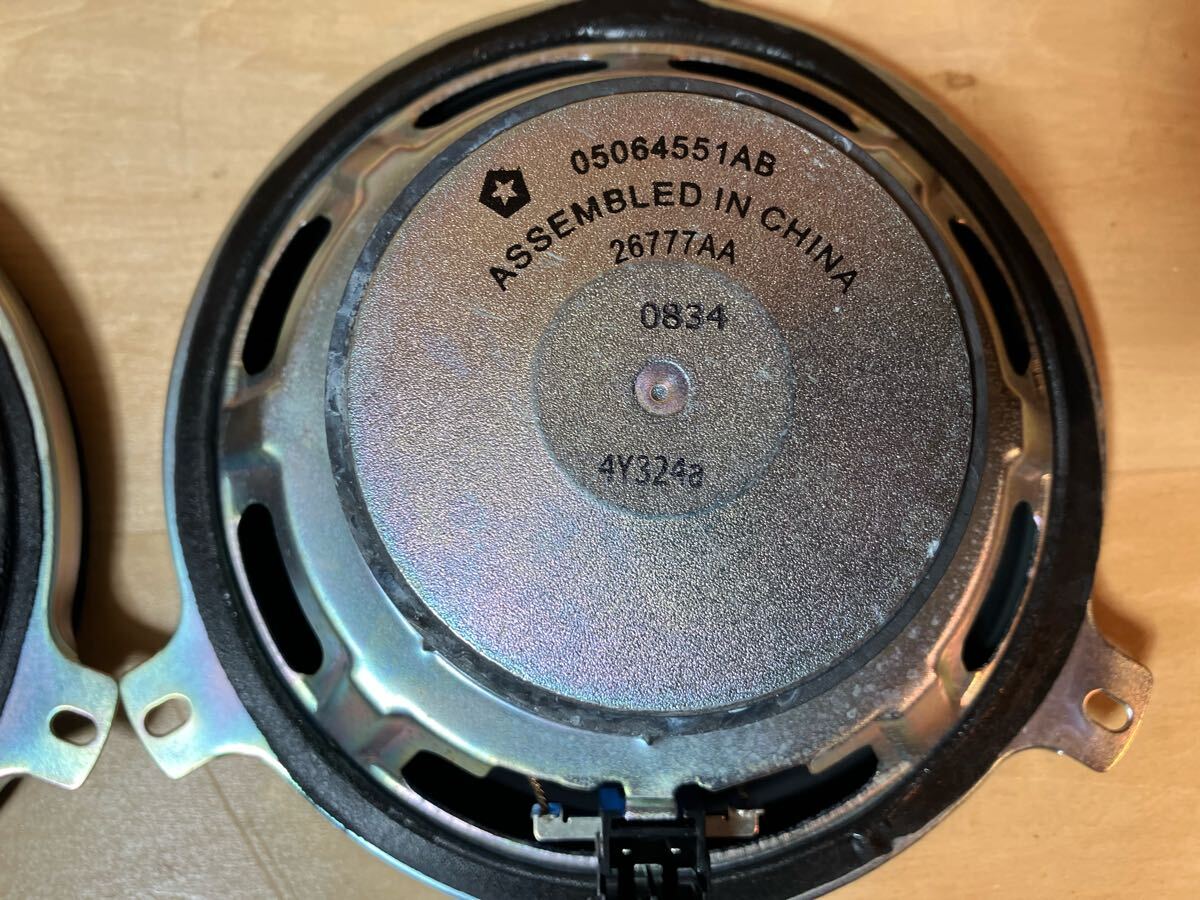 05064551AB
ASSEMBLED IN CHINA
26777AA
0834
4Y324a